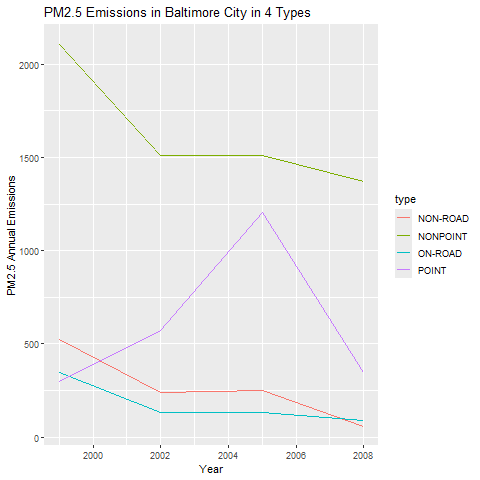 PM2.5 Emissions in Baltimore City in 4 Types
2000
1500
1000
500
0
PM2.5 Annual Emissions
2000
2002
2004
2006
2008
Year
type
NON-ROAD
NONPOINT
ON-ROAD
POINT